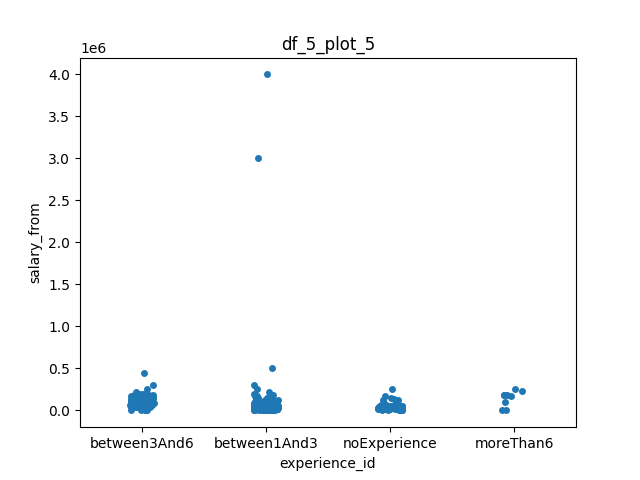 df_5_plot_5
1e6
4.0
3.5
3.0
2.5
2.0
1.5
1.0
0.5
0.0
salary_from
between3And6 between1And3 noExperience moreThan6
experience_id